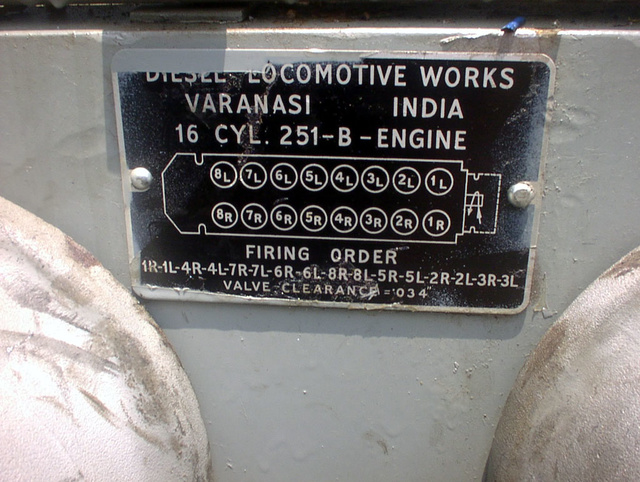 DIESEL LOCOMOTIVE WORKS
VARANASI INDIA
16 CYL. 251-B-ENGINE
8L 7L 6L 5L 4L 3L 2L 1L
8R 7R 6R 5R 4R 3R 2R 1R
FIRING ORDER
1R-1L-4R-4L-7R-7L-6R-6L-8R-8L-5R-5L-2R-2L-3R-3L
VALVE CLEARANCE = 034